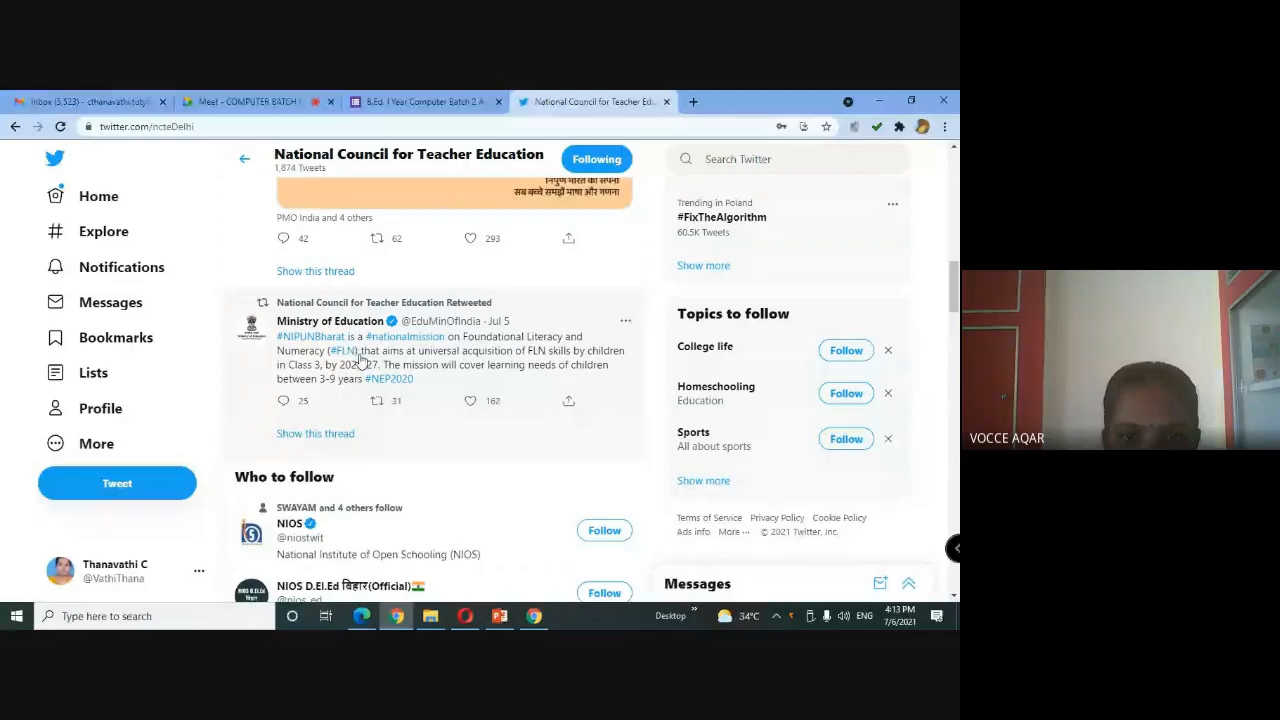 Inbox (5,523) - cthanavathi.tutyl
Meet - COMPUTER BATCH
B.Ed. I Year Computer Batch 2 A
National Council for Teacher Edu
twitter.com/ncteDelhi
Home
Explore
Notifications
Messages
Bookmarks
Lists
Profile
More
Tweet
Thanavathi C
@VathiThana
National Council for Teacher Education
1,874 Tweets
Following
निपुण भारत का सपना
सब बच्चे समझें भाषा और गणना
PMO India and 4 others
42 62 293
Show this thread
National Council for Teacher Education Retweeted
Ministry of Education @EduMinOfIndia · Jul 5
#NIPUNBharat is a #nationalmission on Foundational Literacy and
Numeracy (#FLN) that aims at universal acquisition of FLN skills by children
in Class 3, by 27. The mission will cover learning needs of children
between 3-9 years #NEP2020
25 31 162
Show this thread
Who to follow
SWAYAM and 4 others follow
NIOS
@niostwit
Follow
National Institute of Open Schooling (NIOS)
NIOS D.El.Ed बिहार(Official)
@nios_ed
Follow
Search Twitter
Trending in Poland
#FixTheAlgorithm
60.5K Tweets
Show more
Topics to follow
College life
Follow
Homeschooling
Education
Follow
Sports
All about sports
Follow
Show more
Terms of Service Privacy Policy Cookie Policy
Ads info More ··· © 2021 Twitter, Inc.
Messages
Type here to search
Desktop
34°C
ENG
4:13 PM
7/6/2021
VOCCE AQAR